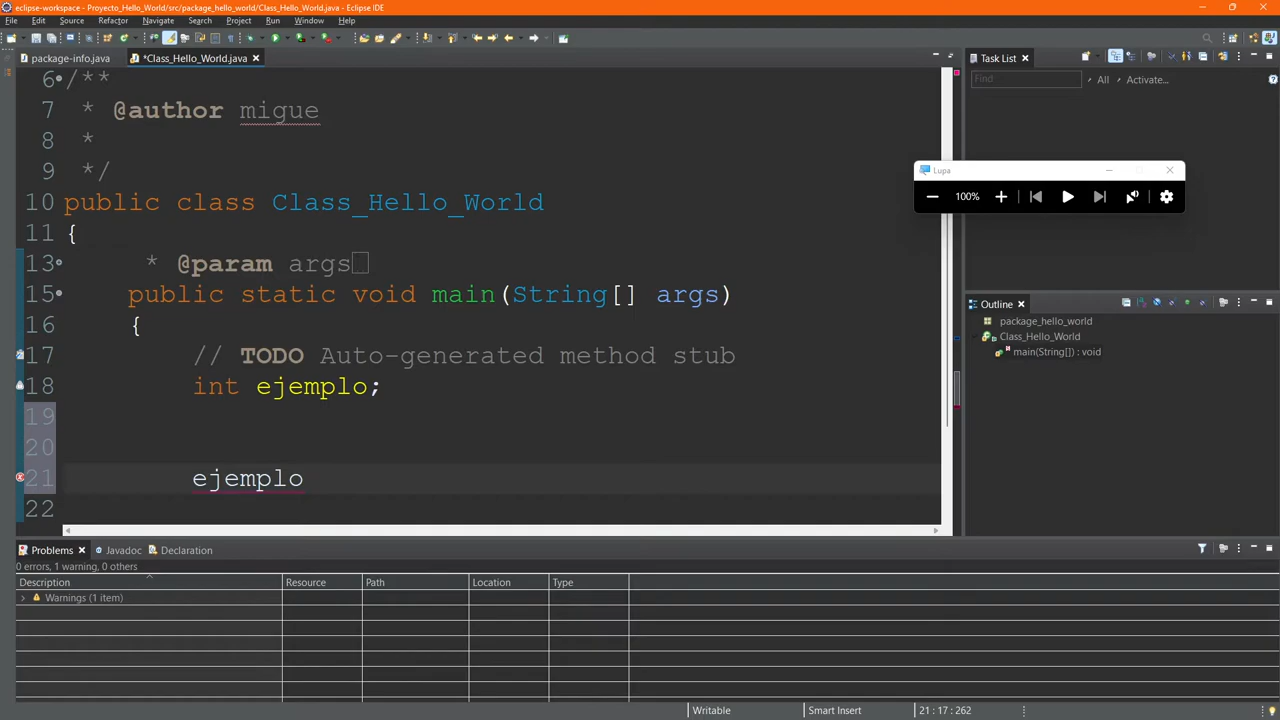 eclipse-workspace - Proyecto_Hello_World/src/package_hello_world/Class_Hello_World.java - Eclipse IDE
File Edit Source Refactor Navigate Search Project Run Window Help
package-info.java *Class_Hello_World.java
6 /**
7 * @author migue
8 *
9 */
10 public class Class_Hello_World
11 {
13 * @param args
15 public static void main(String[] args)
16 {
17 // TODO Auto-generated method stub
18 int ejemplo;
19
20
21 ejemplo
22
Task List
Find All Activate...
Lupa
100%
Outline
package_hello_world
Class_Hello_World
main(String[]) : void
Problems Javadoc Declaration
0 errors, 1 warning, 0 others
Description Resource Path Location Type
Warnings (1 item)
Writable Smart Insert 21 : 17 : 262